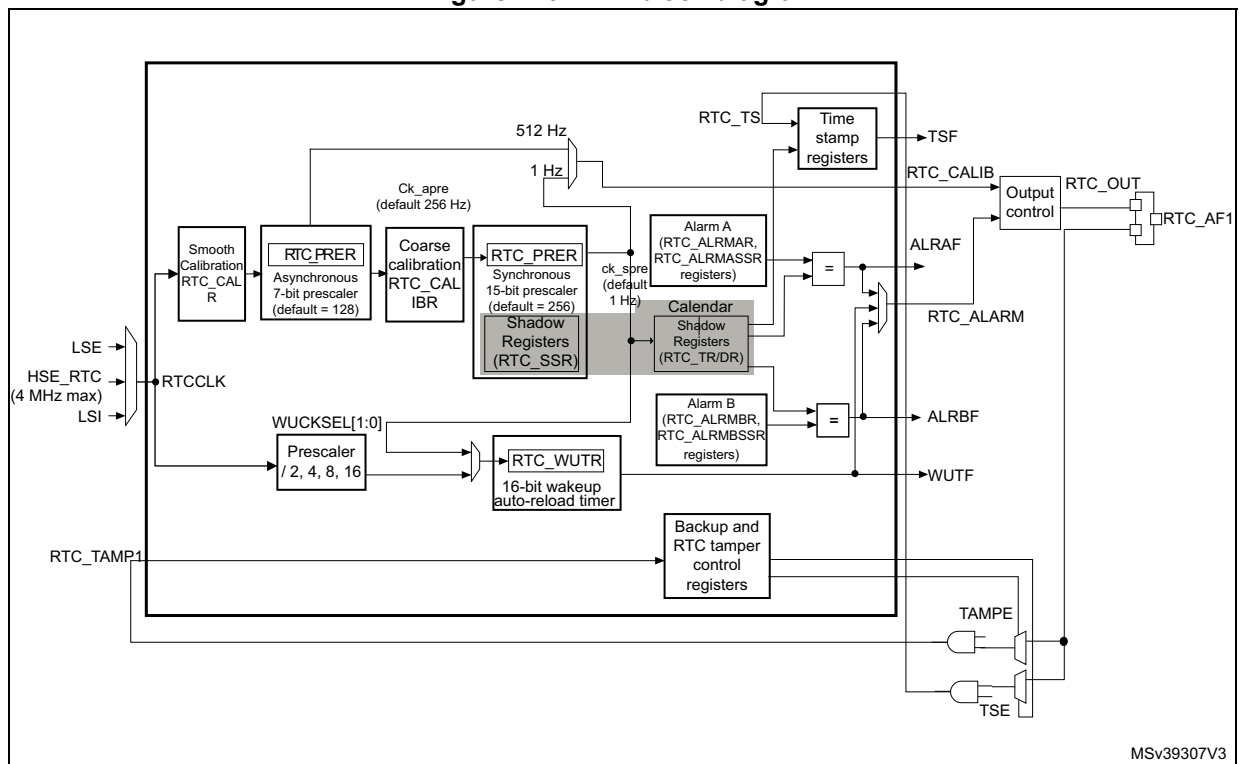 RTC_TS
Time
stamp
registers
TSF
512 Hz
1 Hz
RTC_CALIB
Output
control
RTC_OUT
RTC_AF1
Ck_apre
(default 256 Hz)
Smooth
Calibration
RTC_CAL
R
RTC_PRER
Asynchronous
7-bit prescaler
(default = 128)
Coarse
calibration
RTC_CAL
IBR
RTC_PRER
Synchronous
15-bit prescaler
(default = 256)
Shadow
Registers
(RTC_SSR)
ck_spre
(default
1 Hz)
Alarm A
(RTC_ALRMAR,
RTC_ALRMASSR
registers)
=
ALRAF
Calendar
Shadow
Registers
(RTC_TR/DR)
RTC_ALARM
LSE
HSE_RTC
(4 MHz max)
LSI
RTCCLK
Alarm B
(RTC_ALRMBR,
RTC_ALRMBSSR
registers)
=
ALRBF
WUCKSEL[1:0]
Prescaler
/ 2, 4, 8, 16
RTC_WUTR
16-bit wakeup
auto-reload timer
WUTF
RTC_TAMP1
Backup and
RTC tamper
control
registers
TAMPE
TSE
MSv39307V3